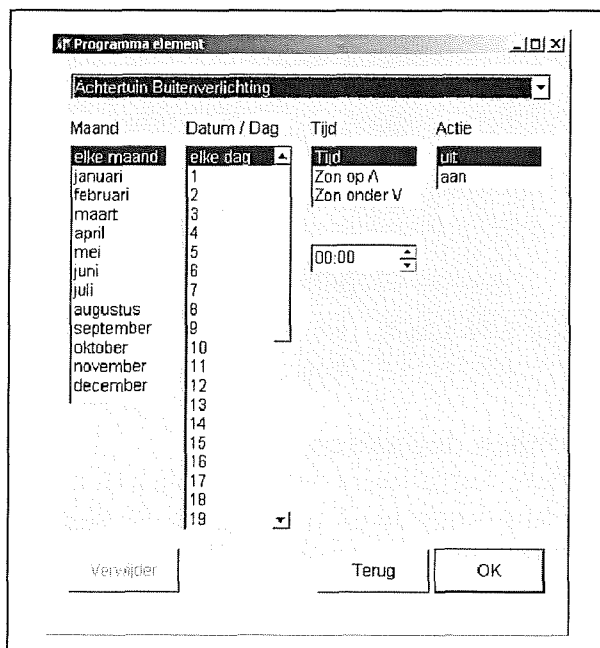 Programma element
Achtertuin Buitenverlichting
Maand Datum / Dag Tijd Actie
elke maand elke dag Tijd uit
januari 1 Zon op Λ aan
februari 2 Zon onder V
maart 3
april 4
mei 5 00:00
juni 6
juli 7
augustus 8
september 9
oktober 10
november 11
december 12
13
14
15
16
17
18
19
Verwijder Terug OK